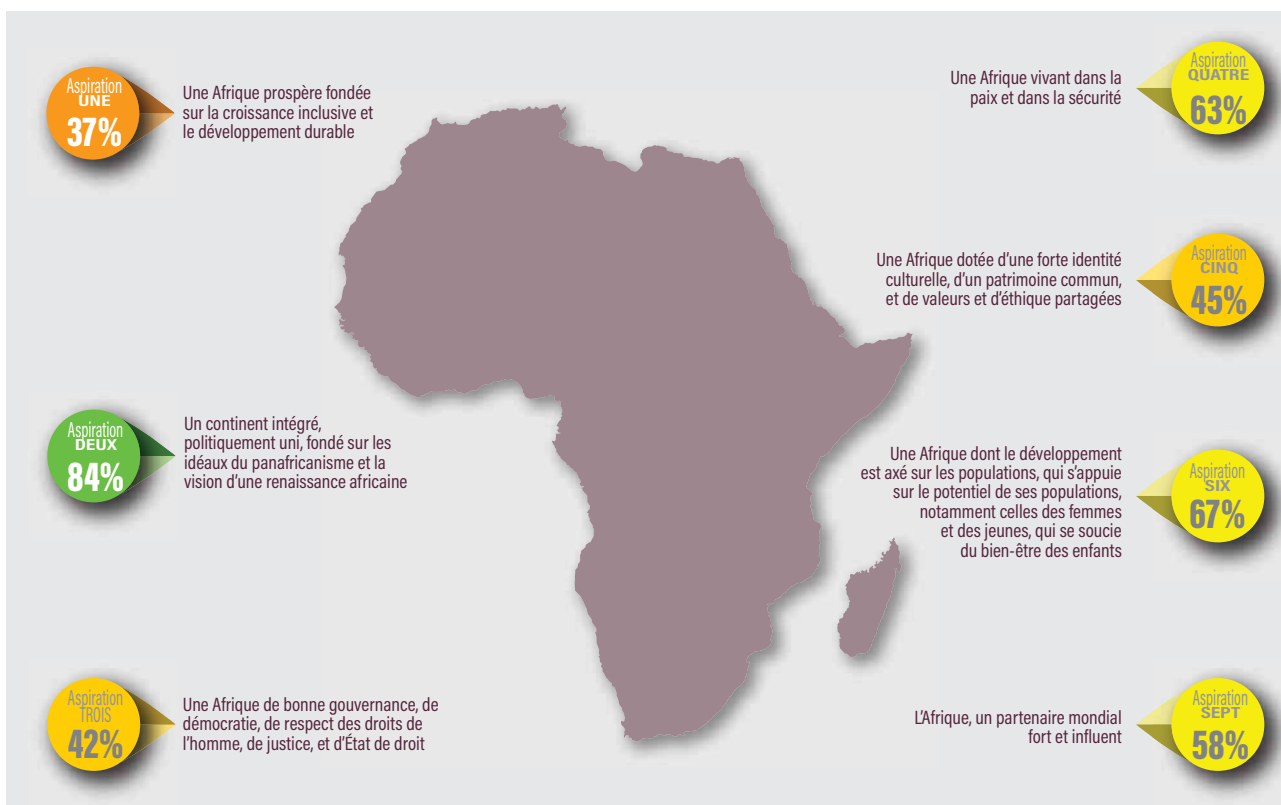 Aspiration
UNE
37%
Une Afrique prospère fondée
sur la croissance inclusive et
le développement durable
Aspiration
DEUX
84%
Un continent intégré,
politiquement uni, fondé sur les
idéaux du panafricanisme et la
vision d'une renaissance africaine
Aspiration
TROIS
42%
Une Afrique de bonne gouvernance, de
démocratie, de respect des droits de
l'homme, de justice, et d'État de droit
Aspiration
QUATRE
63%
Une Afrique vivant dans la
paix et dans la sécurité
Aspiration
CINQ
45%
Une Afrique dotée d'une forte identité
culturelle, d'un patrimoine commun,
et de valeurs et d'éthique partagées
Aspiration
SIX
67%
Une Afrique dont le développement
est axé sur les populations, qui s'appuie
sur le potentiel de ses populations,
notamment celles des femmes
et des jeunes, qui se soucie
du bien-être des enfants
Aspiration
SEPT
58%
L'Afrique, un partenaire mondial
fort et influent